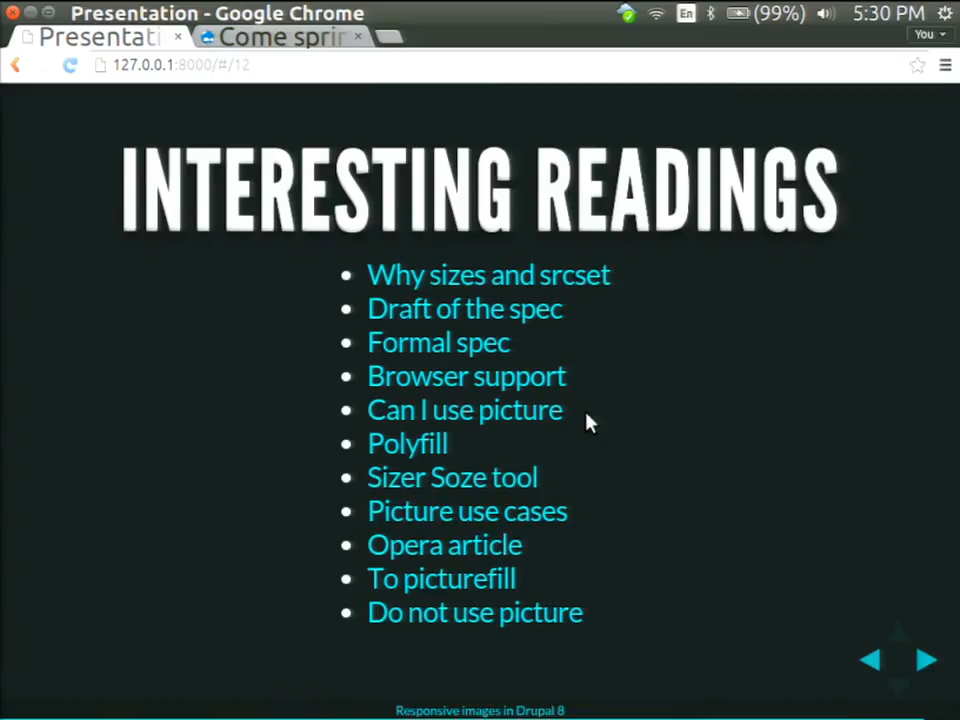 Presentation - Google Chrome
En
(99%)
5:30 PM
Presentati
Come sprir
You
127.0.0.1:8000/#/12
INTERESTING READINGS
Why sizes and srcset
Draft of the spec
Formal spec
Browser support
Can I use picture
Polyfill
Sizer Soze tool
Picture use cases
Opera article
To picturefill
Do not use picture
Responsive images in Drupal 8